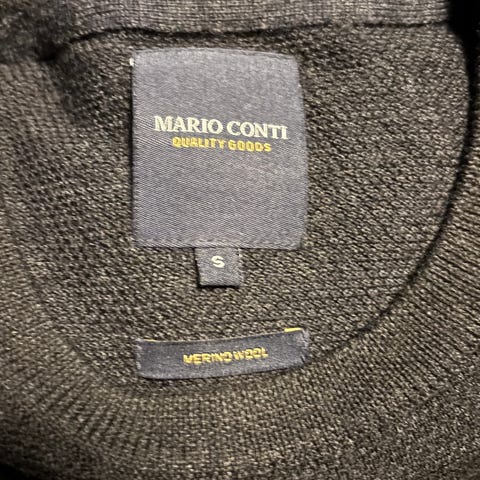 MARIO CONTI
QUALITY GOODS
S
MERINO WOOL